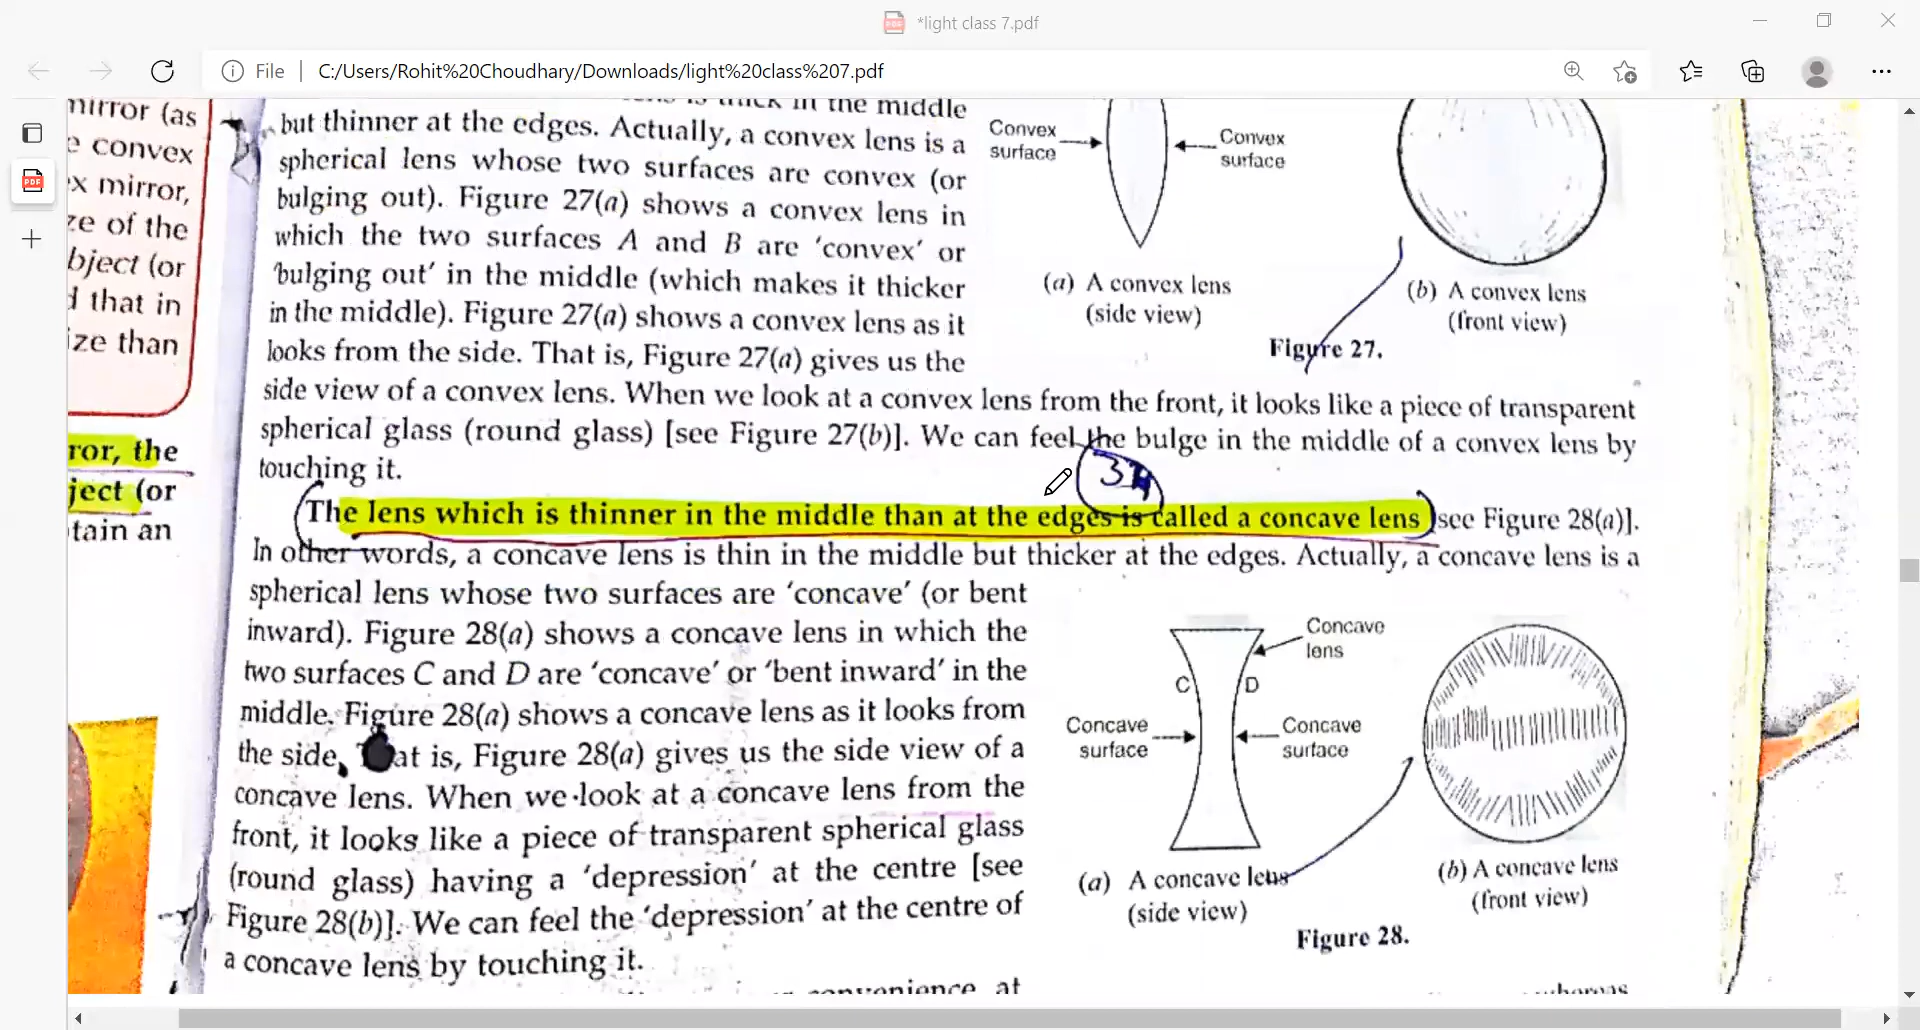 *light class 7.pdf
File
C:/Users/Rohit%20Choudhary/Downloads/light%20class%207.pdf
mirror (as
e convex
x mirror,
ze of the
bject (or
d that in
ize than
ror, the
ject (or
tain an
thick in the middle
but thinner at the edges. Actually, a convex lens is a
spherical lens whose two surfaces are convex (or
bulging out). Figure 27(a) shows a convex lens in
which the two surfaces A and B are ‘convex’ or
‘bulging out’ in the middle (which makes it thicker
in the middle). Figure 27(a) shows a convex lens as it
looks from the side. That is, Figure 27(a) gives us the
side view of a convex lens. When we look at a convex lens from the front, it looks like a piece of transparent
spherical glass (round glass) [see Figure 27(b)]. We can feel the bulge in the middle of a convex lens by
touching it.
Convex
surface
Convex
surface
(a) A convex lens
(side view)
(b) A convex lens
(front view)
Figure 27.
The lens which is thinner in the middle than at the edges is called a concave lens [see Figure 28(a)].
In other words, a concave lens is thin in the middle but thicker at the edges. Actually, a concave lens is a
spherical lens whose two surfaces are ‘concave’ (or bent
inward). Figure 28(a) shows a concave lens in which the
two surfaces C and D are ‘concave’ or ‘bent inward’ in the
middle. Figure 28(a) shows a concave lens as it looks from
the side. That is, Figure 28(a) gives us the side view of a
concave lens. When we look at a concave lens from the
front, it looks like a piece of transparent spherical glass
(round glass) having a ‘depression’ at the centre [see
Figure 28(b)]. We can feel the ‘depression’ at the centre of
a concave lens by touching it.
convenience at
whereas
Concave
lens
C
D
Concave
surface
Concave
surface
(a) A concave lens
(side view)
(b) A concave lens
(front view)
Figure 28.